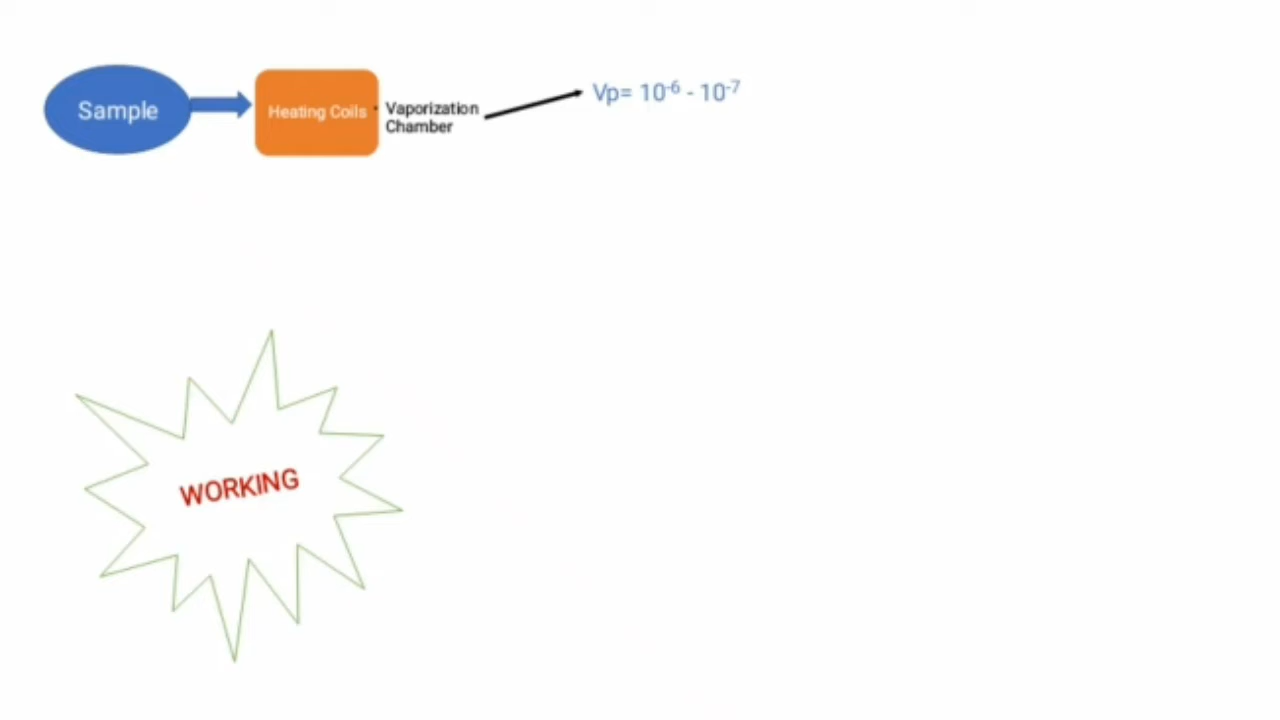 Sample
Heating Coils
Vaporization
Chamber
Vp= 10⁻⁶ - 10⁻⁷
WORKING